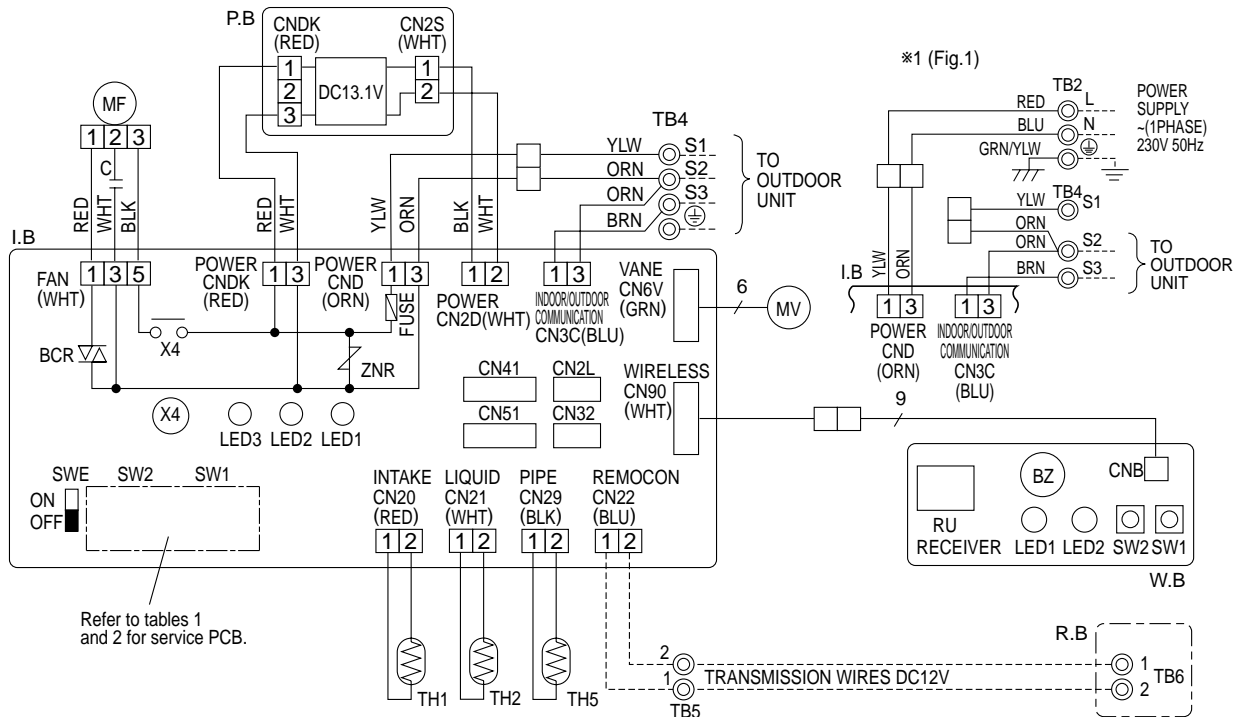 P.B
CNDK
(RED)
CN2S
(WHT)
1
2
3
DC13.1V
1
2
MF
1 2 3
C
RED
WHT
BLK
RED
WHT
YLW
ORN
BLK
WHT
TB4
YLW
S1
ORN
S2
ORN
S3
BRN
TO
OUTDOOR
UNIT
※1 (Fig.1)
TB2
RED
L
BLU
N
GRN/YLW
POWER
SUPPLY
~(1PHASE)
230V 50Hz
TB4
YLW
S1
ORN
ORN
S2
BRN
S3
TO
OUTDOOR
UNIT
I.B
YLW
ORN
1 3
POWER
CND
(ORN)
1 3
INDOOR/OUTDOOR
COMMUNICATION
CN3C
(BLU)
I.B
FAN
(WHT)
1 3 5
POWER
CNDK
(RED)
1 3
POWER
CND
(ORN)
1 3
1 2
POWER
CN2D(WHT)
1 3
INDOOR/OUTDOOR
COMMUNICATION
CN3C(BLU)
VANE
CN6V
(GRN)
6
MV
FUSE
X4
BCR
ZNR
X4
LED3 LED2 LED1
CN41
CN2L
CN51
CN32
WIRELESS
CN90
(WHT)
9
SWE
SW2
SW1
ON
OFF
INTAKE
CN20
(RED)
1 2
LIQUID
CN21
(WHT)
1 2
PIPE
CN29
(BLK)
1 2
REMOCON
CN22
(BLU)
1 2
RU
RECEIVER
BZ
CNB
LED1 LED2 SW2 SW1
W.B
Refer to tables 1
and 2 for service PCB.
TH1
TH2
TH5
2
1
TB5
TRANSMISSION WIRES DC12V
R.B
1
2
TB6